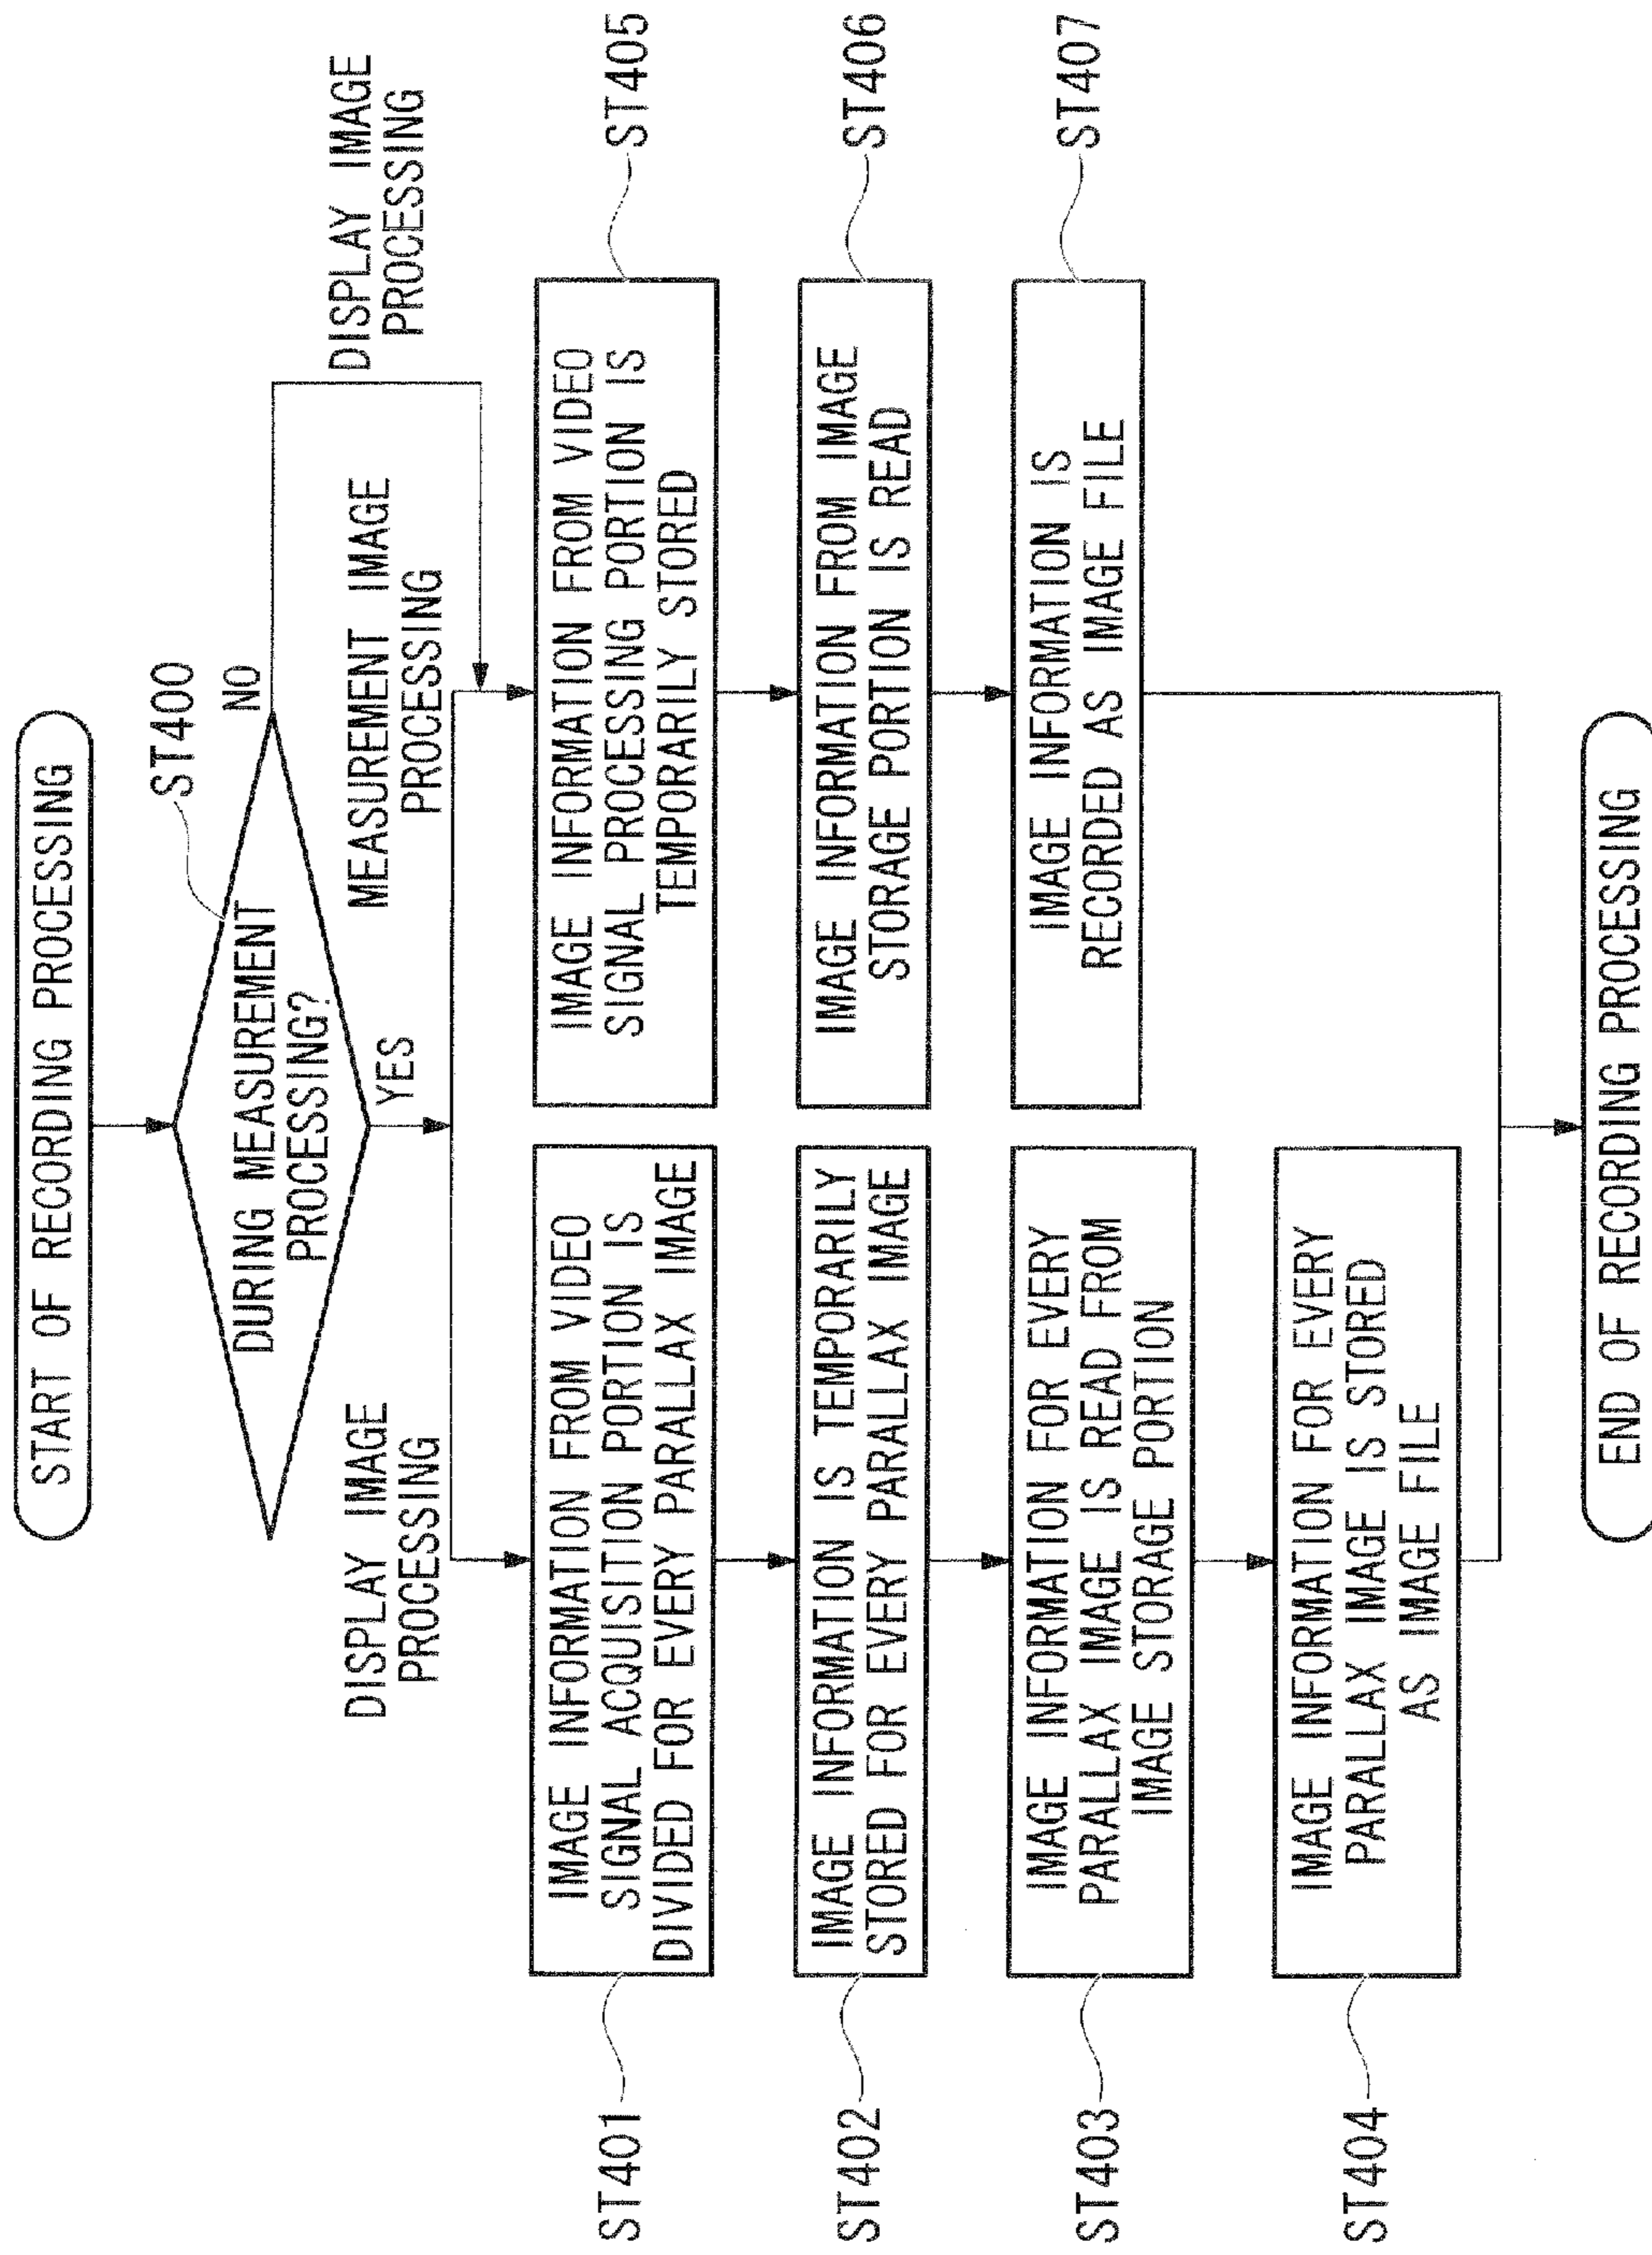 START OF RECORDING PROCESSING
ST400
DURING MEASUREMENT
PROCESSING?
NO
YES
DISPLAY IMAGE
PROCESSING
MEASUREMENT IMAGE
PROCESSING
DISPLAY IMAGE
PROCESSING
ST401
IMAGE INFORMATION FROM VIDEO
SIGNAL ACQUISITION PORTION IS
DIVIDED FOR EVERY PARALLAX IMAGE
ST402
IMAGE INFORMATION IS TEMPORARILY
STORED FOR EVERY PARALLAX IMAGE
ST403
IMAGE INFORMATION FOR EVERY
PARALLAX IMAGE IS READ FROM
IMAGE STORAGE PORTION
ST404
IMAGE INFORMATION FOR EVERY
PARALLAX IMAGE IS STORED
AS IMAGE FILE
IMAGE INFORMATION FROM VIDEO
SIGNAL PROCESSING PORTION IS
TEMPORARILY STORED
ST405
IMAGE INFORMATION FROM IMAGE
STORAGE PORTION IS READ
ST406
IMAGE INFORMATION IS
RECORDED AS IMAGE FILE
ST407
END OF RECORDING PROCESSING